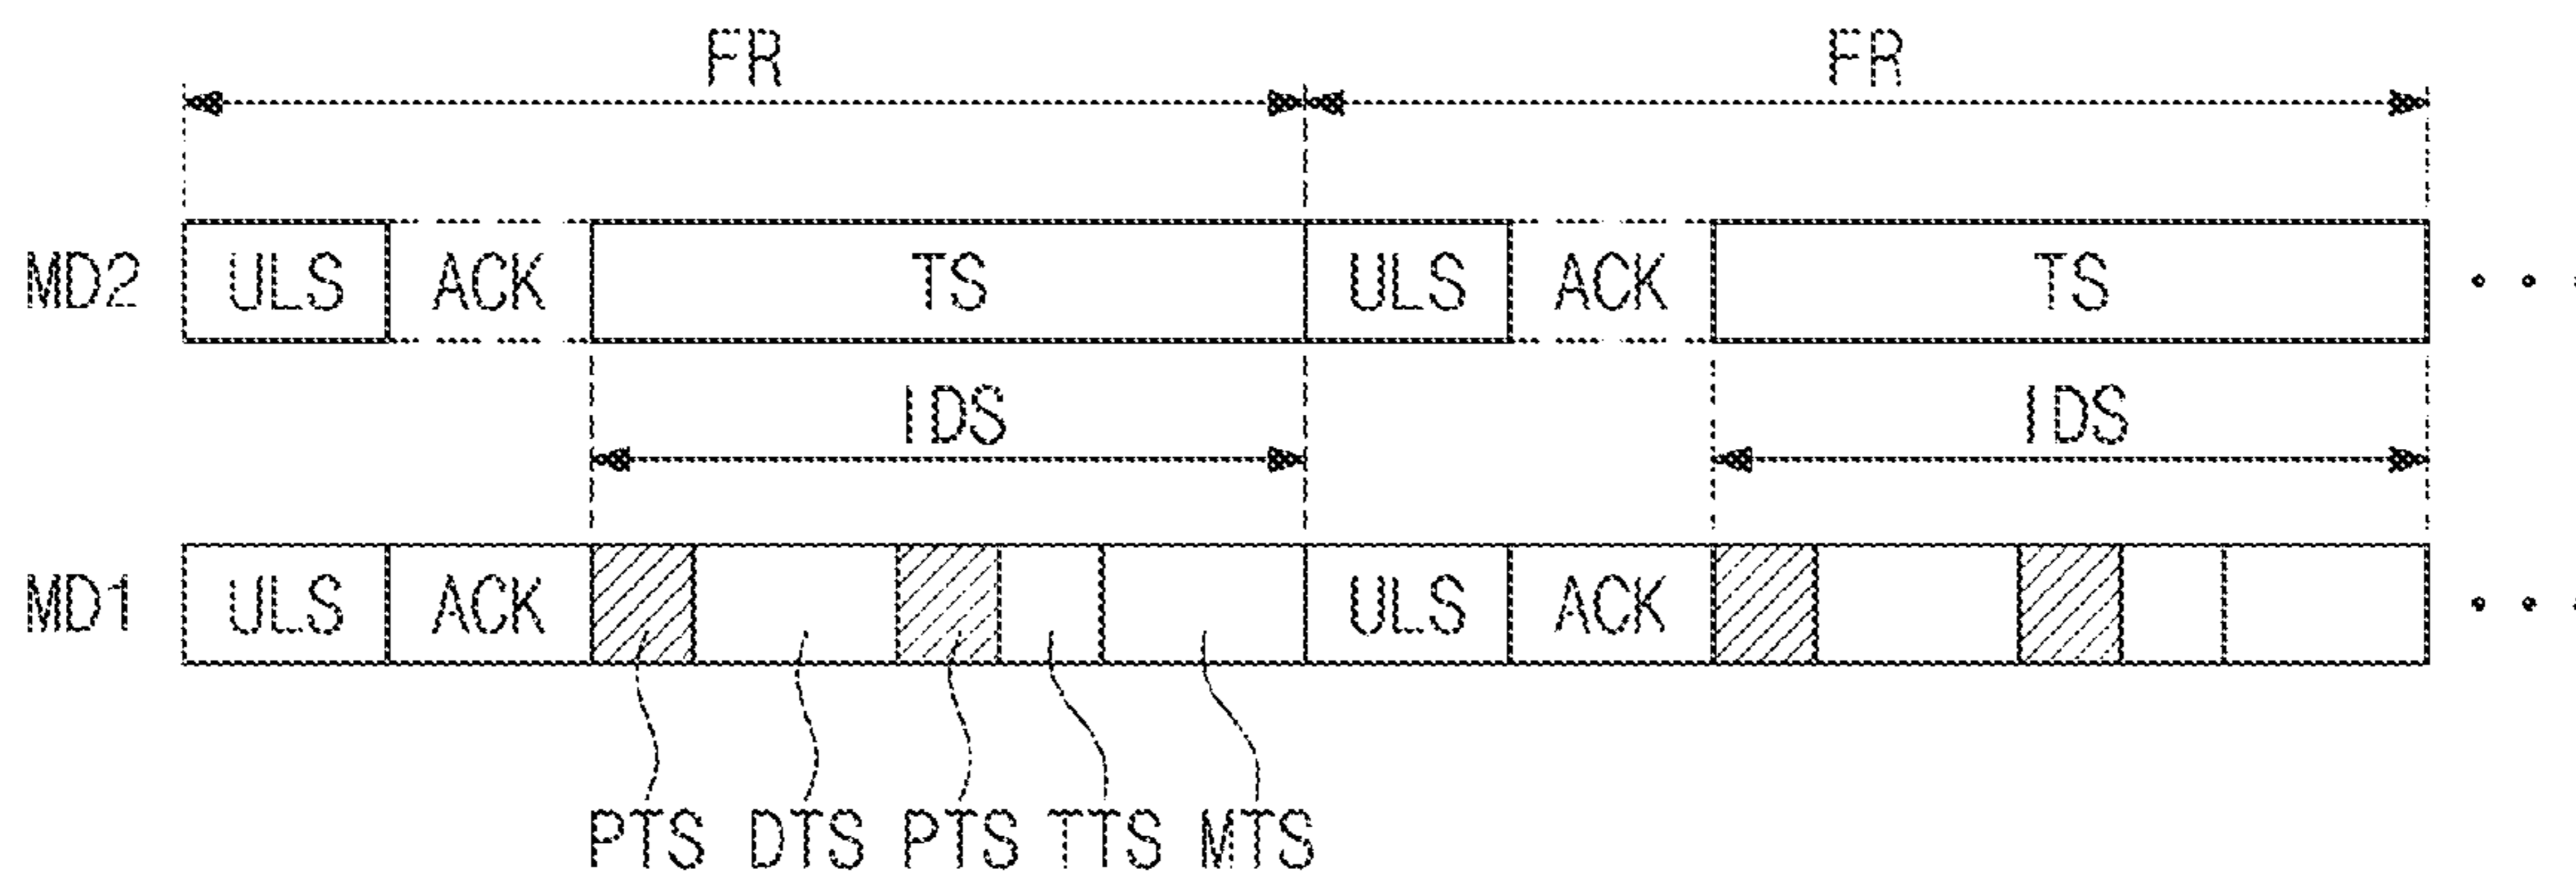 FR FR
MD2 ULS ACK TS ULS ACK TS
IDS IDS
MD1 ULS ACK ULS ACK
PTS DTS PTS TTS MTS